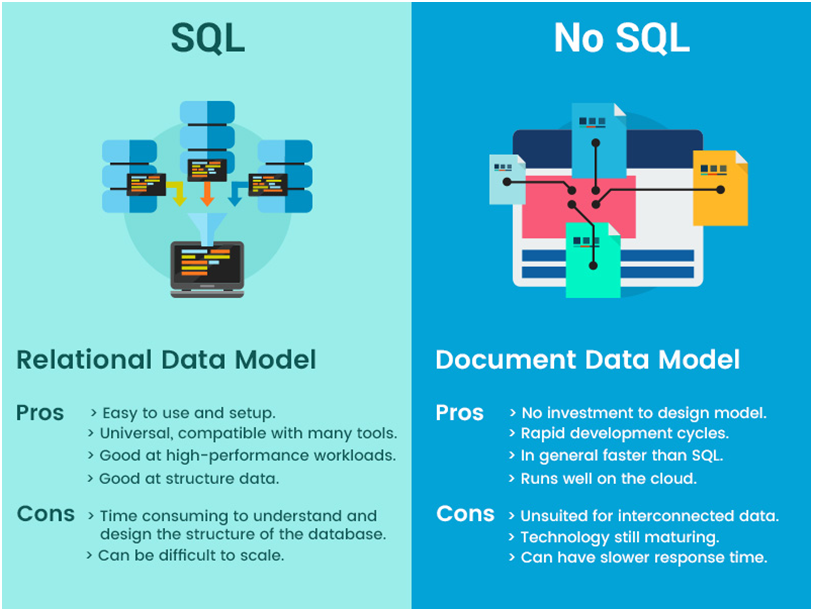 SQL
Relational Data Model
Pros
> Easy to use and setup.
> Universal, compatible with many tools.
> Good at high-performance workloads.
> Good at structure data.
Cons
> Time consuming to understand and
design the structure of the database.
> Can be difficult to scale.
No SQL
Document Data Model
Pros
> No investment to design model.
> Rapid development cycles.
> In general faster than SQL.
> Runs well on the cloud.
Cons
> Unsuited for interconnected data.
> Technology still maturing.
> Can have slower response time.